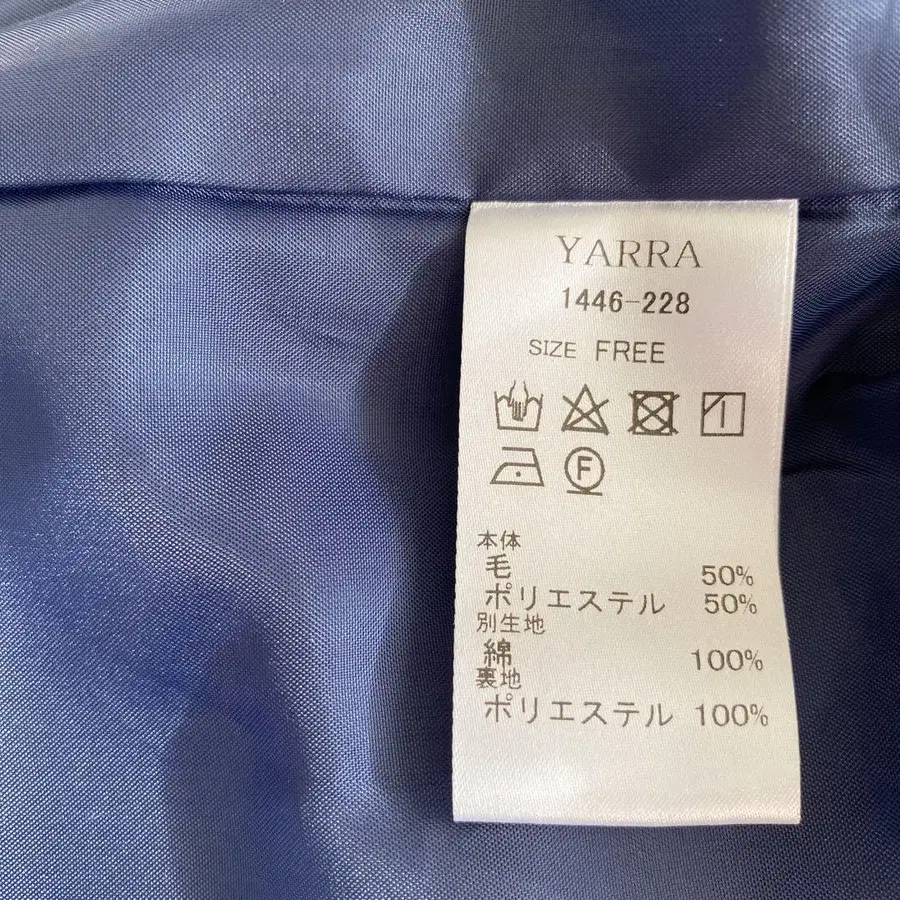 YARRA
1446-228
SIZE FREE
F
本体
毛 50%
ポリエステル 50%
別生地
綿 100%
裏地
ポリエステル 100%